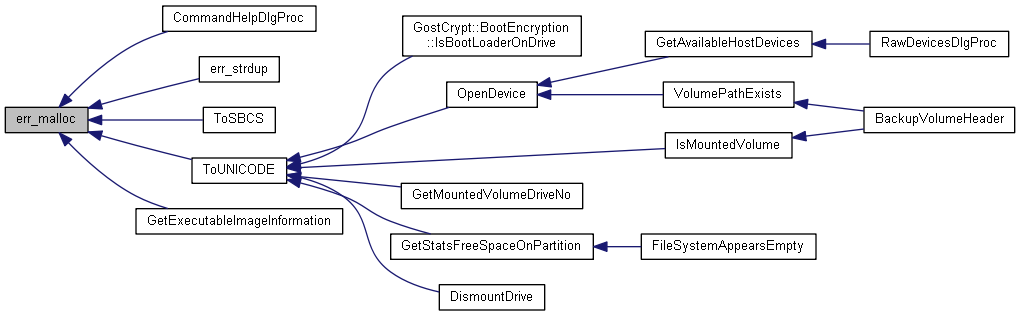 err_malloc
CommandHelpDlgProc
err_strdup
ToSBCS
ToUNICODE
GetExecutableImageInformation
GostCrypt::BootEncryption
::IsBootLoaderOnDrive
OpenDevice
GetMountedVolumeDriveNo
GetStatsFreeSpaceOnPartition
DismountDrive
GetAvailableHostDevices
VolumePathExists
IsMountedVolume
FileSystemAppearsEmpty
RawDevicesDlgProc
BackupVolumeHeader